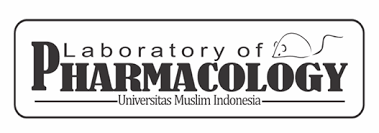 Laboratory of
PHARMACOLOGY
Universitas Muslim Indonesia